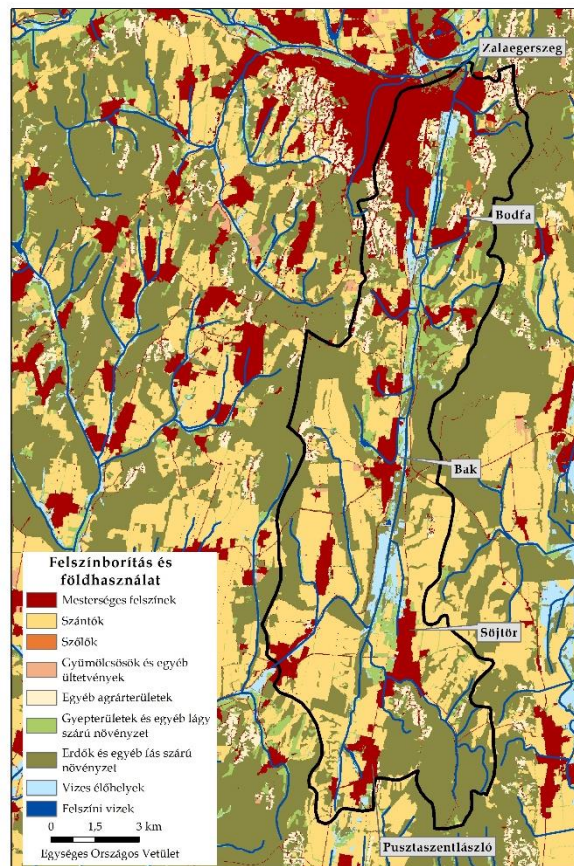 Zalaegerszeg
Bodfa
Bak
Söjtör
Pusztaszentlászló
Felszínborítás és
földhasználat
Mesterséges felszínek
Szántók
Szőlők
Gyümölcsösök és egyéb
ültetvények
Egyéb agrárterületek
Gyepterületek és egyéb lágy
szárú növényzet
Erdők és egyéb fás szárú
növényzet
Vizes élőhelyek
Felszíni vizek
0 1,5 3 km
Egységes Országos Vetület